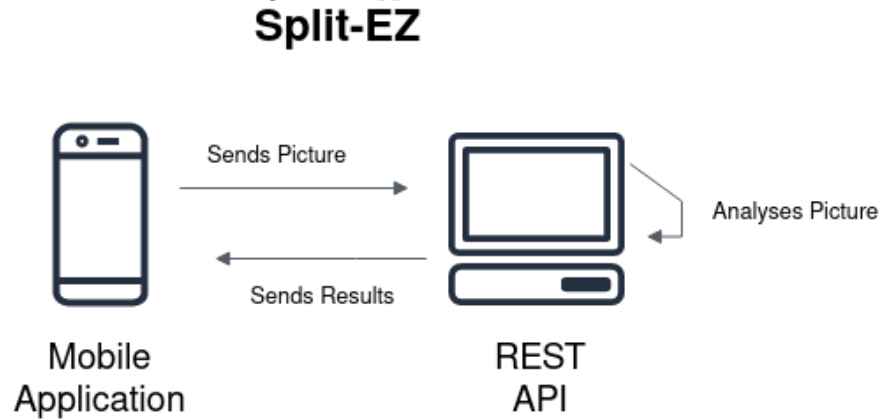 Split-EZ
Sends Picture
Analyses Picture
Sends Results
Mobile
Application
REST
API